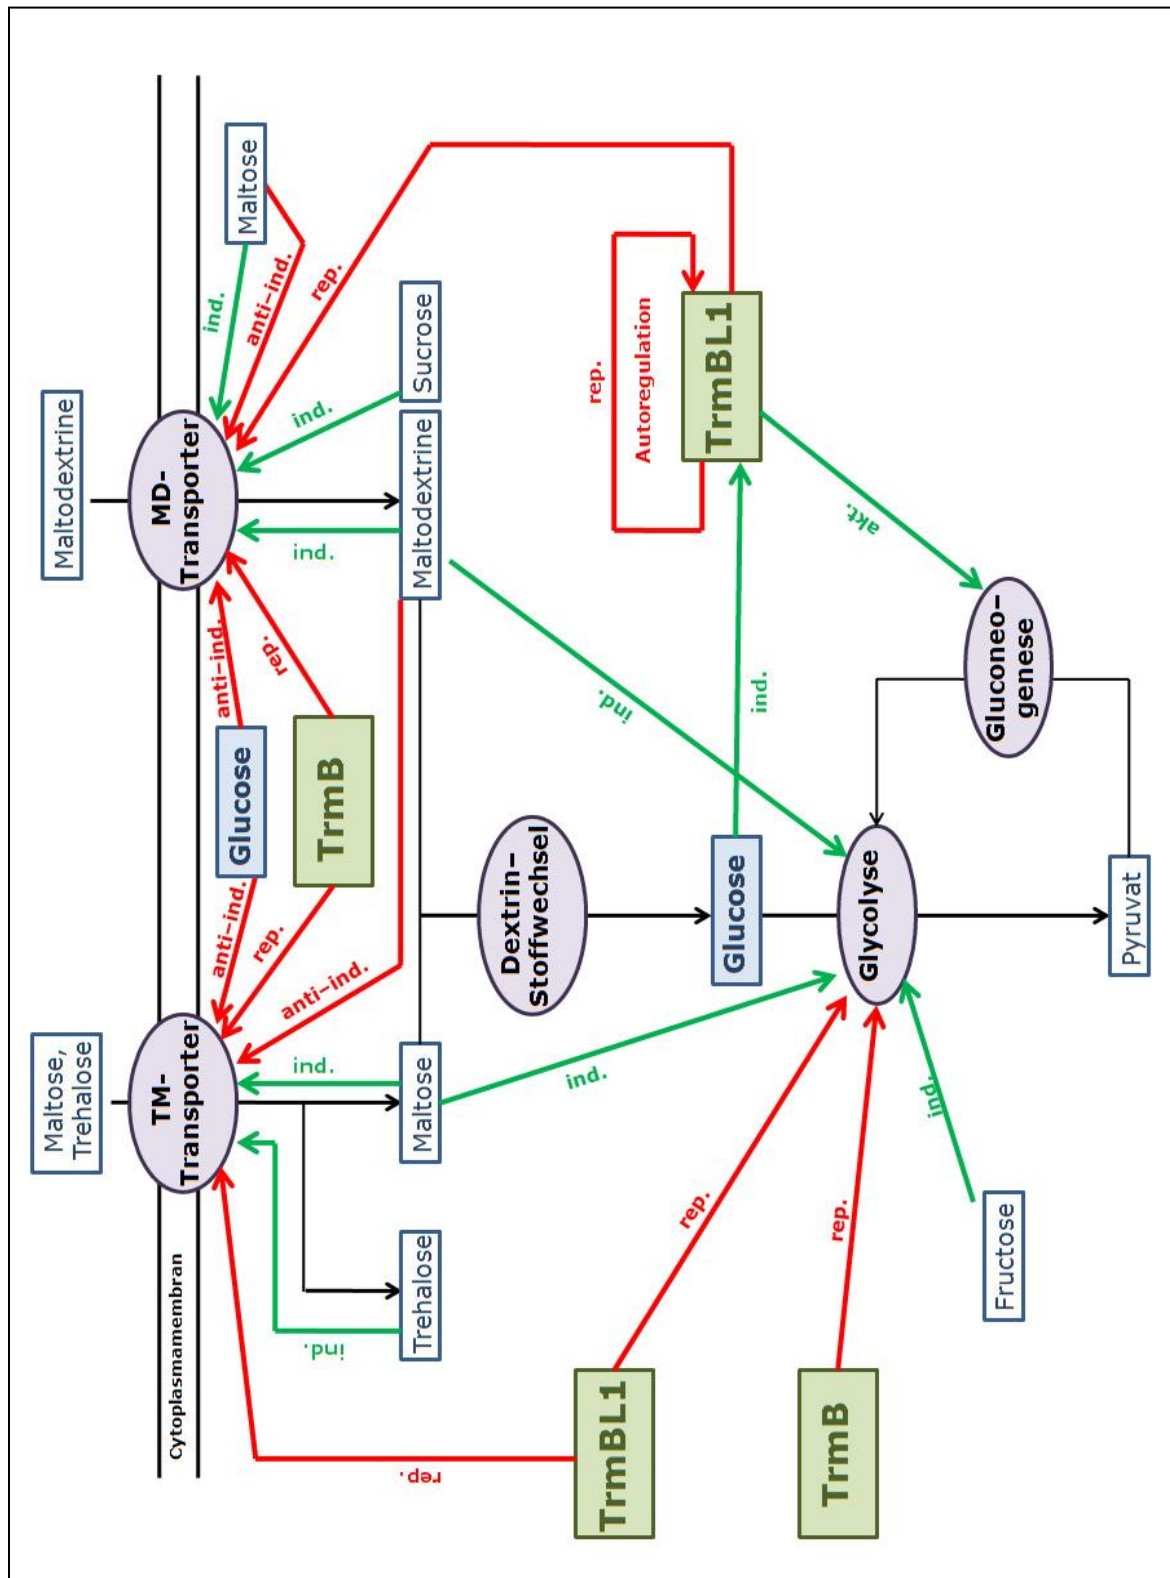 Cytoplasmamembran
Maltose,
Trehalose
TM-
Transporter
Maltodextrine
MD-
Transporter
anti-ind.
Glucose
anti-ind.
rep.
TrmB
rep.
anti-ind.
ind.
Maltose
anti-ind.
rep.
ind.
ind.
ind.
ind.
rep.
Trehalose
Maltose
Maltodextrine
Sucrose
Dextrin-
Stoffwechsel
ind.
ind.
rep.
Autoregulation
TrmBL1
TrmBL1
rep.
Glucose
ind.
akt.
TrmB
rep.
Glycolyse
ind.
Gluconeo-
genese
Fructose
Pyruvat